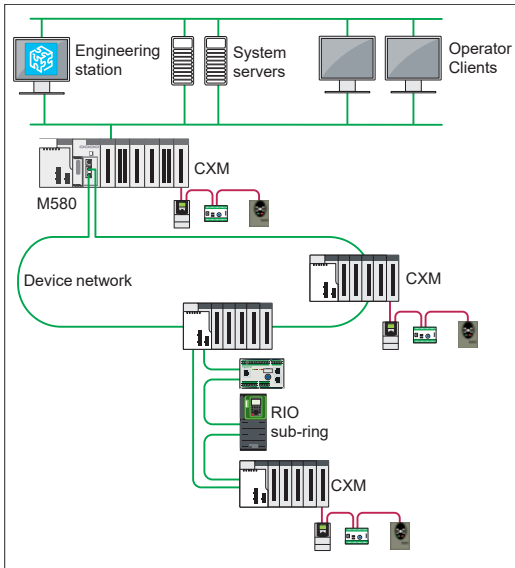 Engineering
station
System
servers
Operator
Clients
CXM
M580
Device network
CXM
RIO
sub-ring
CXM